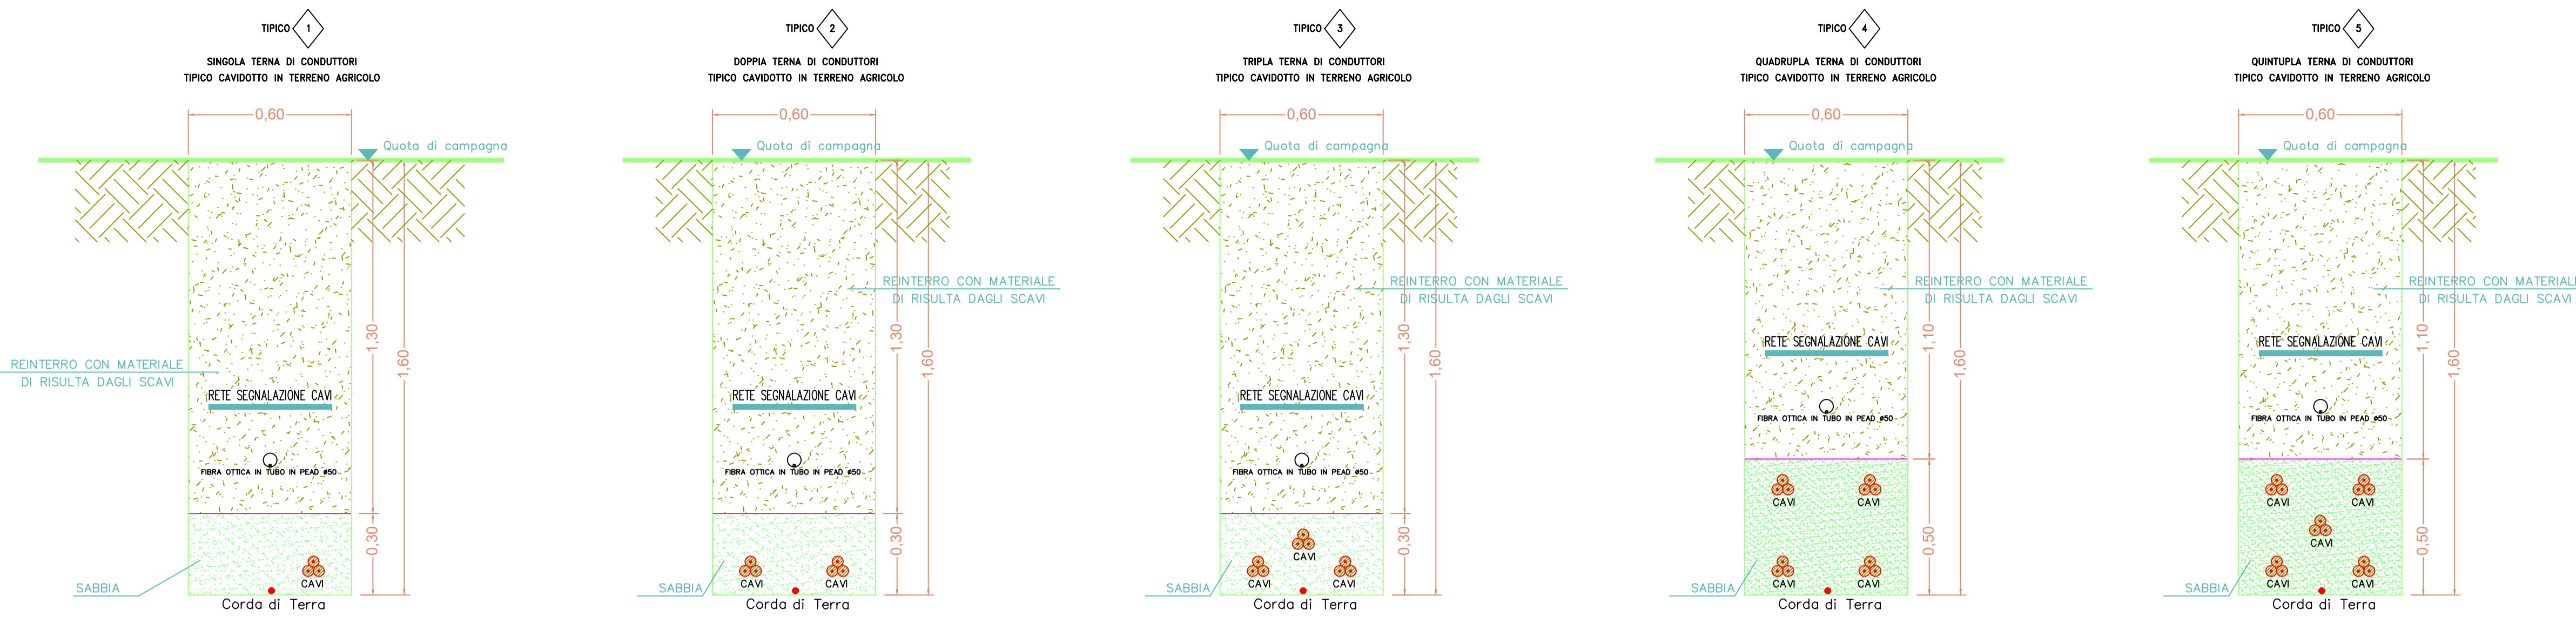 TIPICO 1
SINGOLA TERNA DI CONDUTTORI
TIPICO CAVIDOTTO IN TERRENO AGRICOLO
0,60
Quota di campagna
1,30
1,60
REINTERRO CON MATERIALE
DI RISULTA DAGLI SCAVI
RETE SEGNALAZIONE CAVI
FIBRA OTTICA IN TUBO IN PEAD ø50
0,30
CAVI
SABBIA
Corda di Terra
TIPICO 2
DOPPIA TERNA DI CONDUTTORI
TIPICO CAVIDOTTO IN TERRENO AGRICOLO
0,60
Quota di campagna
REINTERRO CON MATERIALE
DI RISULTA DAGLI SCAVI
1,30
1,60
RETE SEGNALAZIONE CAVI
FIBRA OTTICA IN TUBO IN PEAD ø50
0,30
CAVI CAVI
SABBIA
Corda di Terra
TIPICO 3
TRIPLA TERNA DI CONDUTTORI
TIPICO CAVIDOTTO IN TERRENO AGRICOLO
0,60
Quota di campagna
REINTERRO CON MATERIALE
DI RISULTA DAGLI SCAVI
1,30
1,60
RETE SEGNALAZIONE CAVI
FIBRA OTTICA IN TUBO IN PEAD ø50
0,30
CAVI
CAVI CAVI
SABBIA
Corda di Terra
TIPICO 4
QUADRUPLA TERNA DI CONDUTTORI
TIPICO CAVIDOTTO IN TERRENO AGRICOLO
0,60
Quota di campagna
REINTERRO CON MATERIALE
DI RISULTA DAGLI SCAVI
1,10
1,60
RETE SEGNALAZIONE CAVI
FIBRA OTTICA IN TUBO IN PEAD ø50
CAVI CAVI
0,50
CAVI CAVI
SABBIA
Corda di Terra
TIPICO 5
QUINTUPLA TERNA DI CONDUTTORI
TIPICO CAVIDOTTO IN TERRENO AGRICOLO
0,60
Quota di campagna
REINTERRO CON MATERIALE
DI RISULTA DAGLI SCAVI
1,10
1,60
RETE SEGNALAZIONE CAVI
FIBRA OTTICA IN TUBO IN PEAD ø50
CAVI CAVI
CAVI
0,50
CAVI CAVI
SABBIA
Corda di Terra